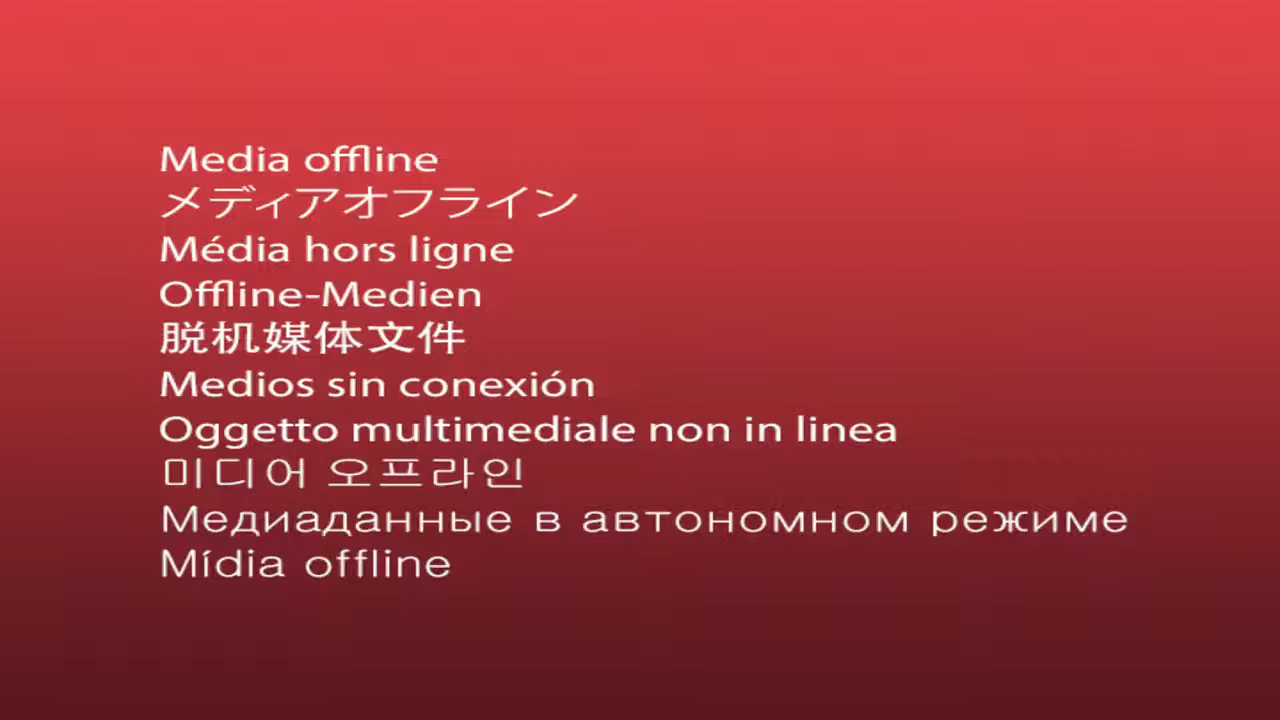 Media offline
メディアオフライン
Média hors ligne
Offline-Medien
脱机媒体文件
Medios sin conexión
Oggetto multimediale non in linea
미디어 오프라인
Медиаданные в автономном режиме
Mídia offline